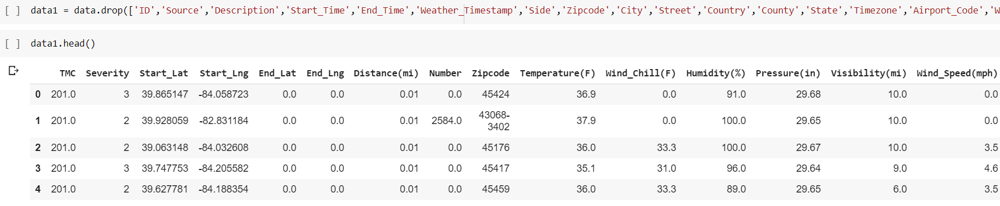 [ ] data1 = data.drop(['ID','Source','Description','Start_Time','End_Time','Weather_Timestamp','Side','Zipcode','City','Street','Country','County','State','Timezone','Airport_Code','W
[ ] data1.head()
TMC Severity Start_Lat Start_Lng End_Lat End_Lng Distance(mi) Number Zipcode Temperature(F) Wind_Chill(F) Humidity(%) Pressure(in) Visibility(mi) Wind_Speed(mph)
0 201.0 3 39.865147 -84.058723 0.0 0.0 0.01 0.0 45424 36.9 0.0 91.0 29.68 10.0 0.0
1 201.0 2 39.928059 -82.831184 0.0 0.0 0.01 2584.0 43068-3402 37.9 0.0 100.0 29.65 10.0 0.0
2 201.0 2 39.063148 -84.032608 0.0 0.0 0.01 0.0 45176 36.0 33.3 100.0 29.67 10.0 3.5
3 201.0 3 39.747753 -84.205582 0.0 0.0 0.01 0.0 45417 35.1 31.0 96.0 29.64 9.0 4.6
4 201.0 2 39.627781 -84.188354 0.0 0.0 0.01 0.0 45459 36.0 33.3 89.0 29.65 6.0 3.5